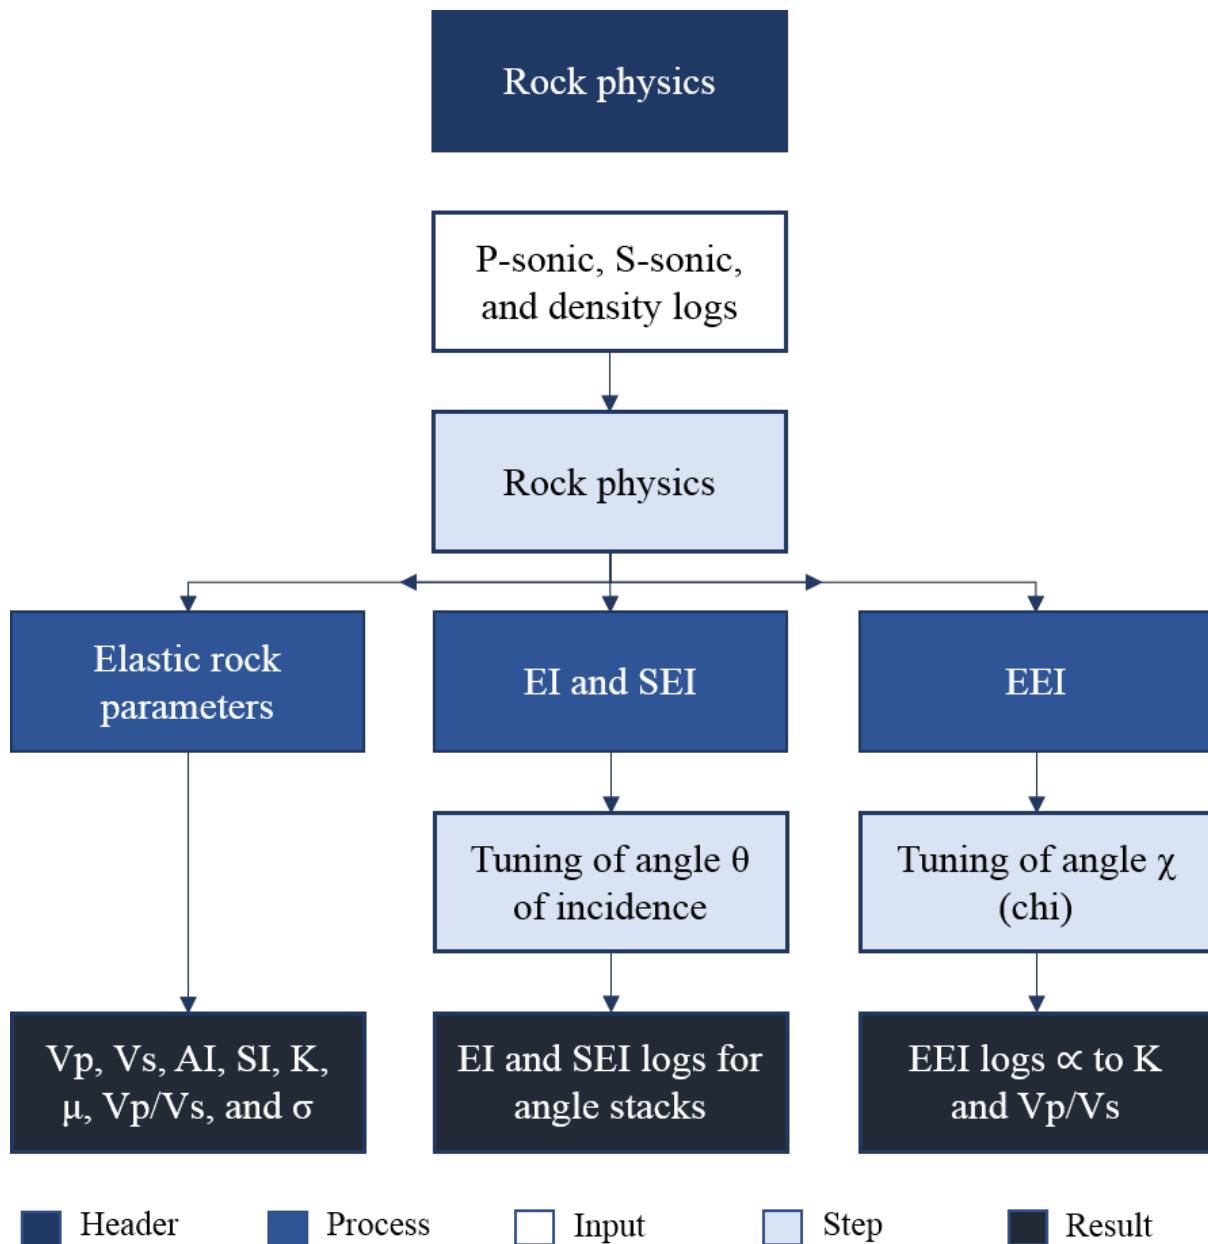 Rock physics
P-sonic, S-sonic,
and density logs
Rock physics
Elastic rock
parameters
EI and SEI
EEI
Tuning of angle θ
of incidence
Tuning of angle χ
(chi)
Vp, Vs, AI, SI, K,
μ, Vp/Vs, and σ
EI and SEI logs for
angle stacks
EEI logs ∝ to K
and Vp/Vs
Header
Process
Input
Step
Result